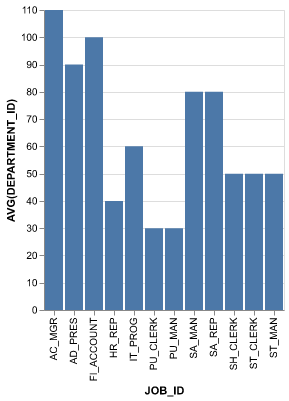 AVG(DEPARTMENT_ID)
110
100
90
80
70
60
50
40
30
20
10
0
AC_MGR
AD_PRES
FI_ACCOUNT
HR_REP
IT_PROG
PU_CLERK
PU_MAN
SA_MAN
SA_REP
SH_CLERK
ST_CLERK
ST_MAN
JOB_ID